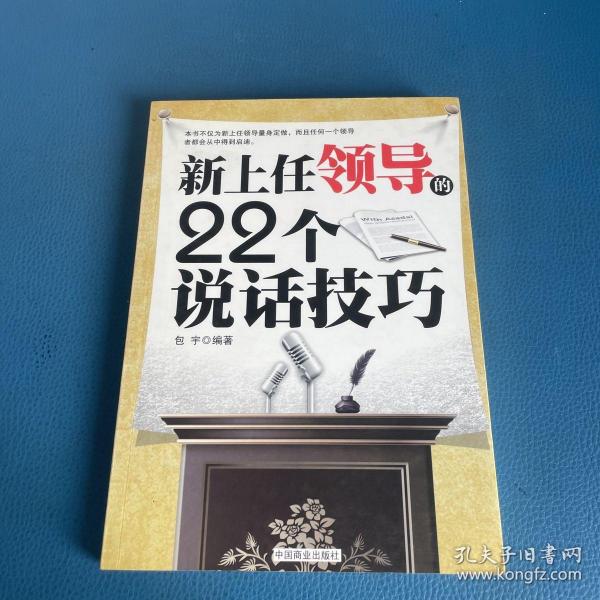 本书不仅为新上任领导量身定做，而且任何一个领导
者都会从中得到启迪。
新上任领导的
22个
说话技巧
包 宇◎编著
中国商业出版社
孔夫子旧书网
www.kongfz.com